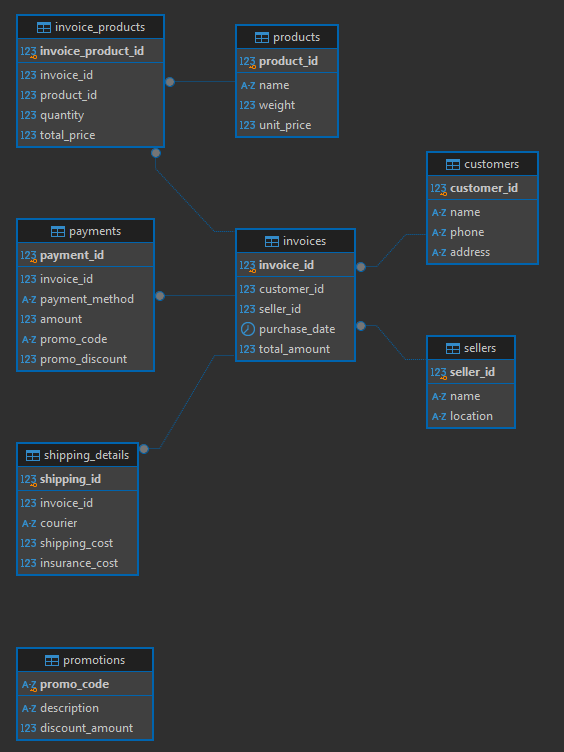 invoice_products
123 invoice_product_id
123 invoice_id
123 product_id
123 quantity
123 total_price
products
123 product_id
A-Z name
123 weight
123 unit_price
customers
123 customer_id
A-Z name
A-Z phone
A-Z address
payments
123 payment_id
123 invoice_id
A-Z payment_method
123 amount
A-Z promo_code
123 promo_discount
invoices
123 invoice_id
123 customer_id
123 seller_id
purchase_date
123 total_amount
sellers
123 seller_id
A-Z name
A-Z location
shipping_details
123 shipping_id
123 invoice_id
A-Z courier
123 shipping_cost
123 insurance_cost
promotions
A-Z promo_code
A-Z description
123 discount_amount